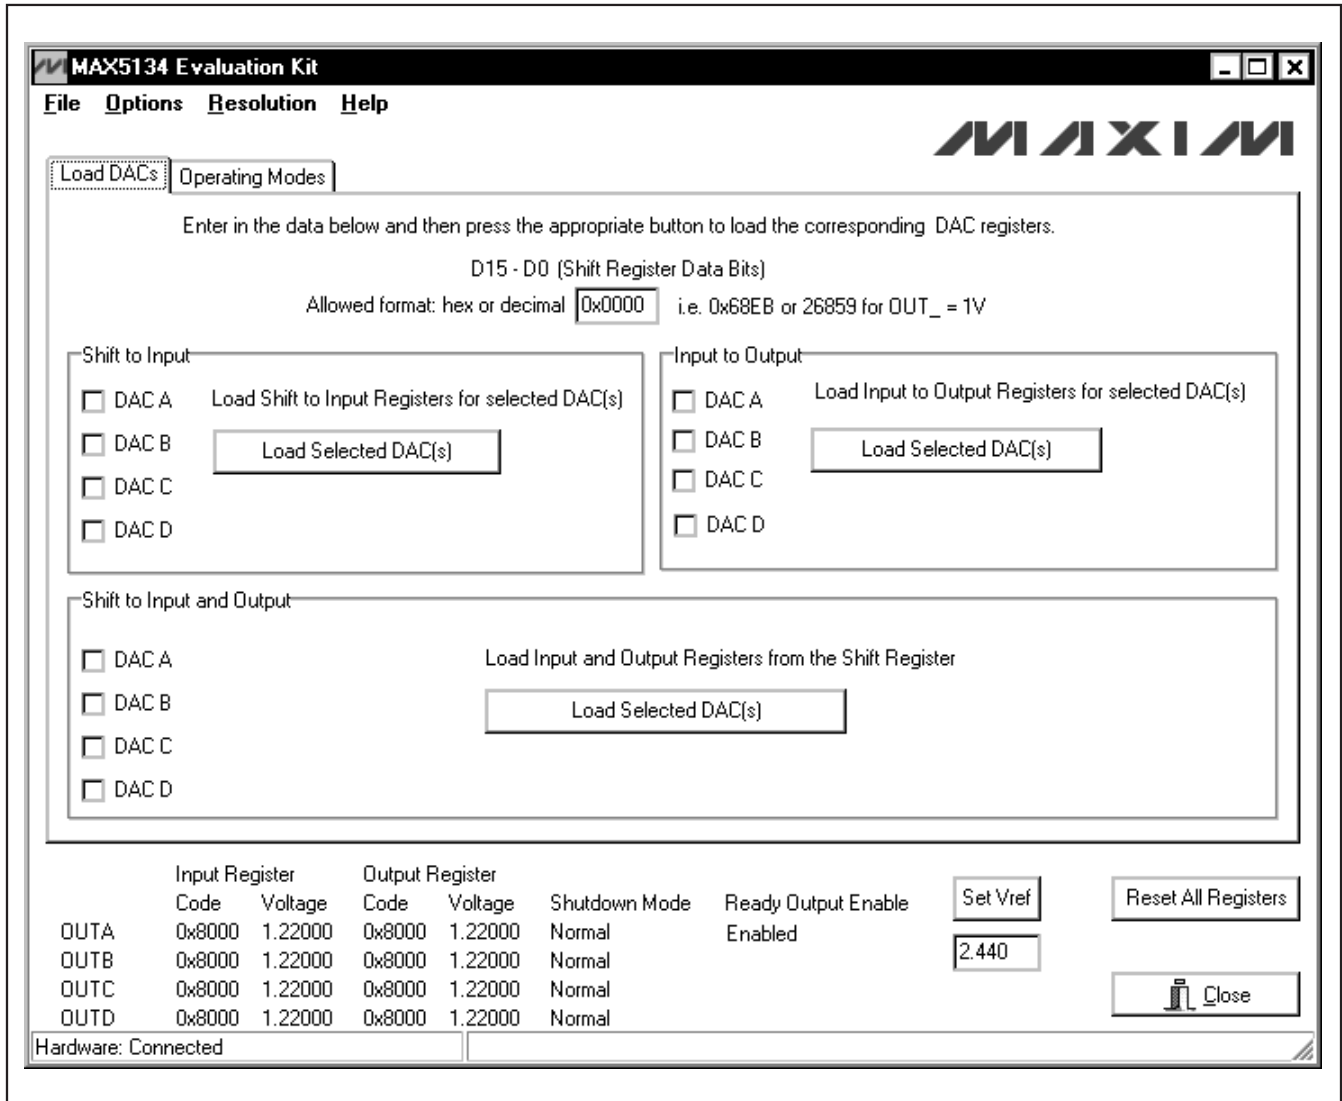 MAX5134 Evaluation Kit
File Options Resolution Help
MAXIM
Load DACs Operating Modes
Enter in the data below and then press the appropriate button to load the corresponding DAC registers.
D15 - D0 (Shift Register Data Bits)
Allowed format: hex or decimal 0x0000 i.e. 0x68EB or 26859 for OUT_ = 1V
Shift to Input
DAC A Load Shift to Input Registers for selected DAC(s)
DAC B Load Selected DAC(s)
DAC C
DAC D
Input to Output
DAC A Load Input to Output Registers for selected DAC(s)
DAC B Load Selected DAC(s)
DAC C
DAC D
Shift to Input and Output
DAC A Load Input and Output Registers from the Shift Register
DAC B Load Selected DAC(s)
DAC C
DAC D
Input Register Output Register
Code Voltage Code Voltage Shutdown Mode Ready Output Enable Set Vref Reset All Registers
OUTA 0x8000 1.22000 0x8000 1.22000 Normal Enabled
OUTB 0x8000 1.22000 0x8000 1.22000 Normal 2.440
OUTC 0x8000 1.22000 0x8000 1.22000 Normal Close
OUTD 0x8000 1.22000 0x8000 1.22000 Normal
Hardware: Connected